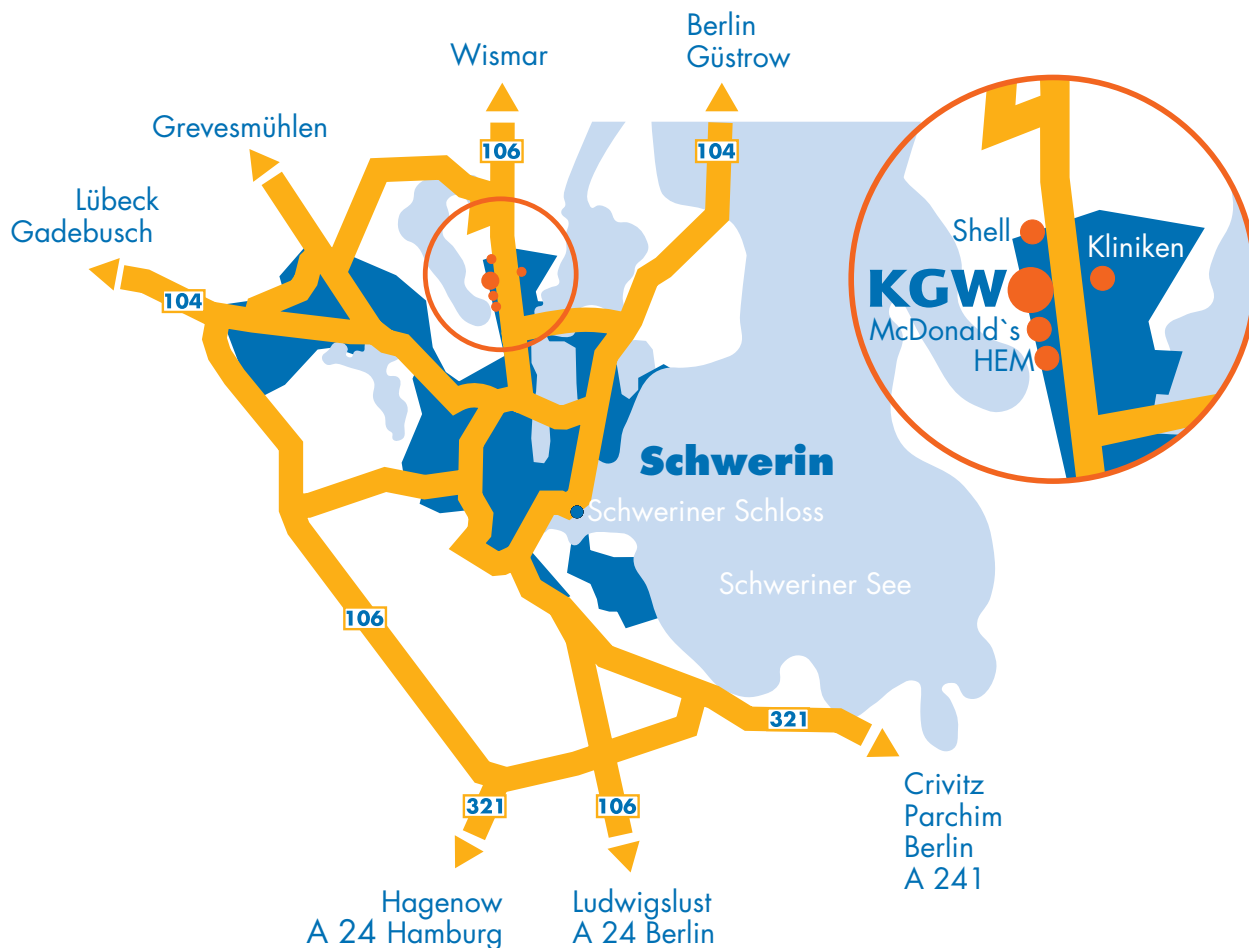 Berlin
Güstrow
Wismar
Grevesmühlen
106
104
Lübeck
Gadebusch
104
Shell
Kliniken
KGW
McDonald`s
HEM
Schwerin
Schweriner Schloss
Schweriner See
106
321
321
106
Crivitz
Parchim
Berlin
A 241
Hagenow
A 24 Hamburg
Ludwigslust
A 24 Berlin